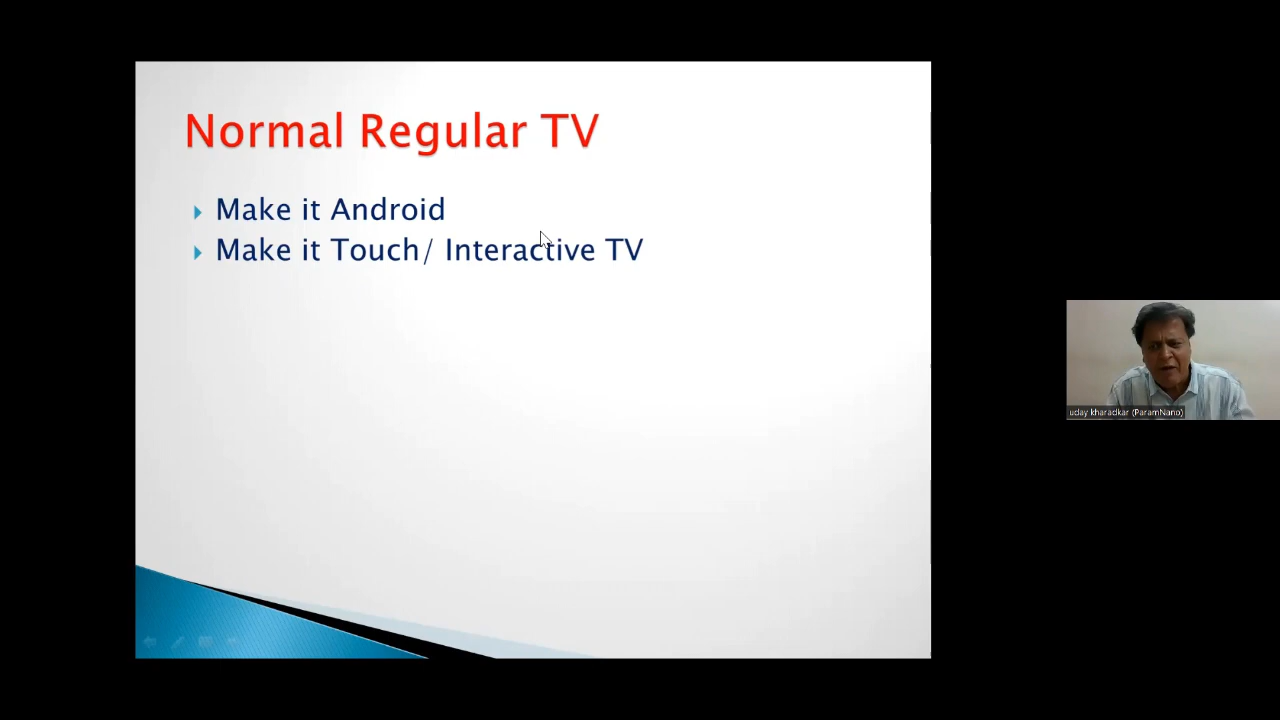 Normal Regular TV
Make it Android
Make it Touch/ Interactive TV
uday kharadkar (ParamNano)